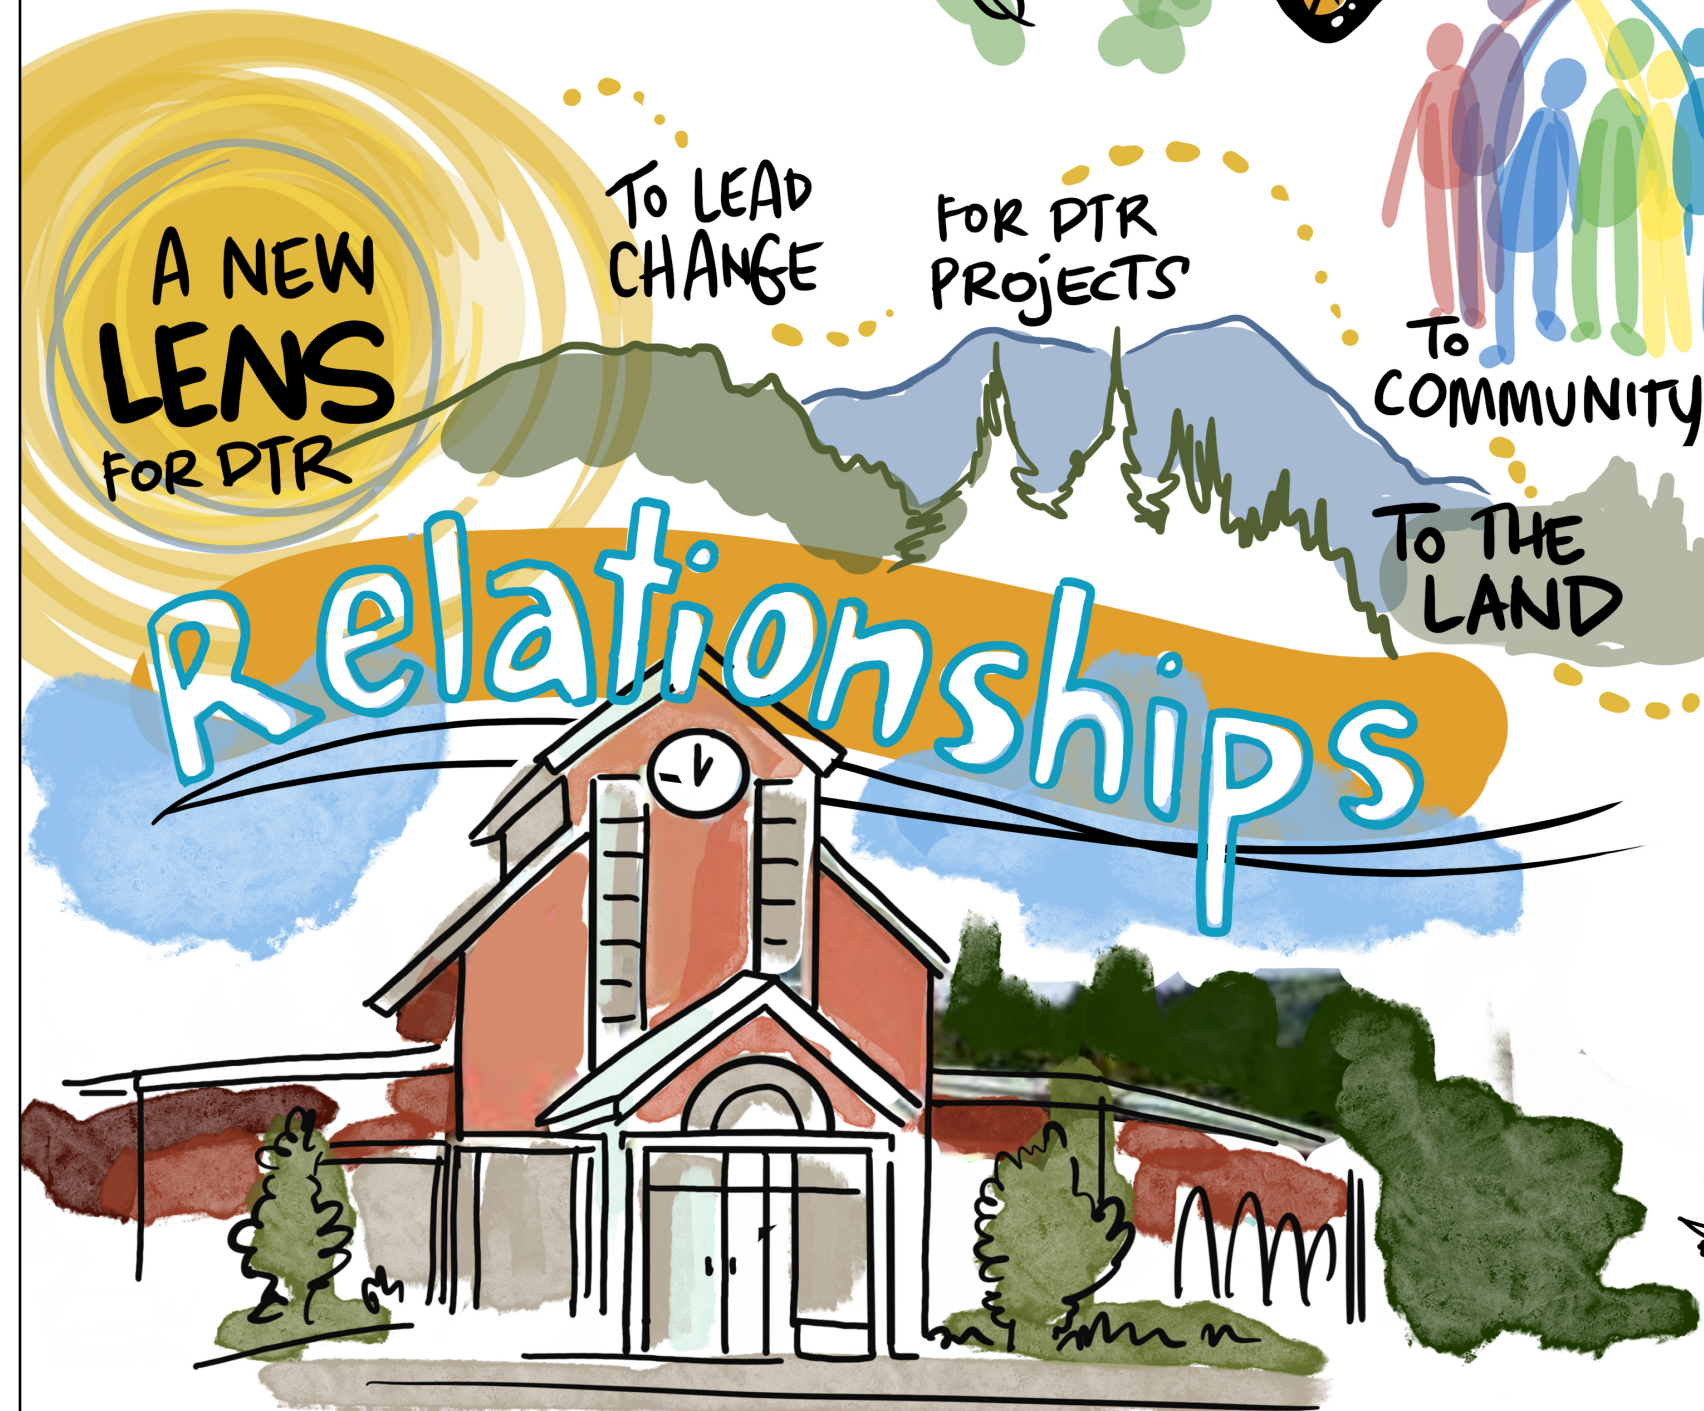 A NEW
LENS
FOR DTR
TO LEAD
CHANGE
FOR DTR
PROJECTS
TO
COMMUNITY
TO THE
LAND
Relationships